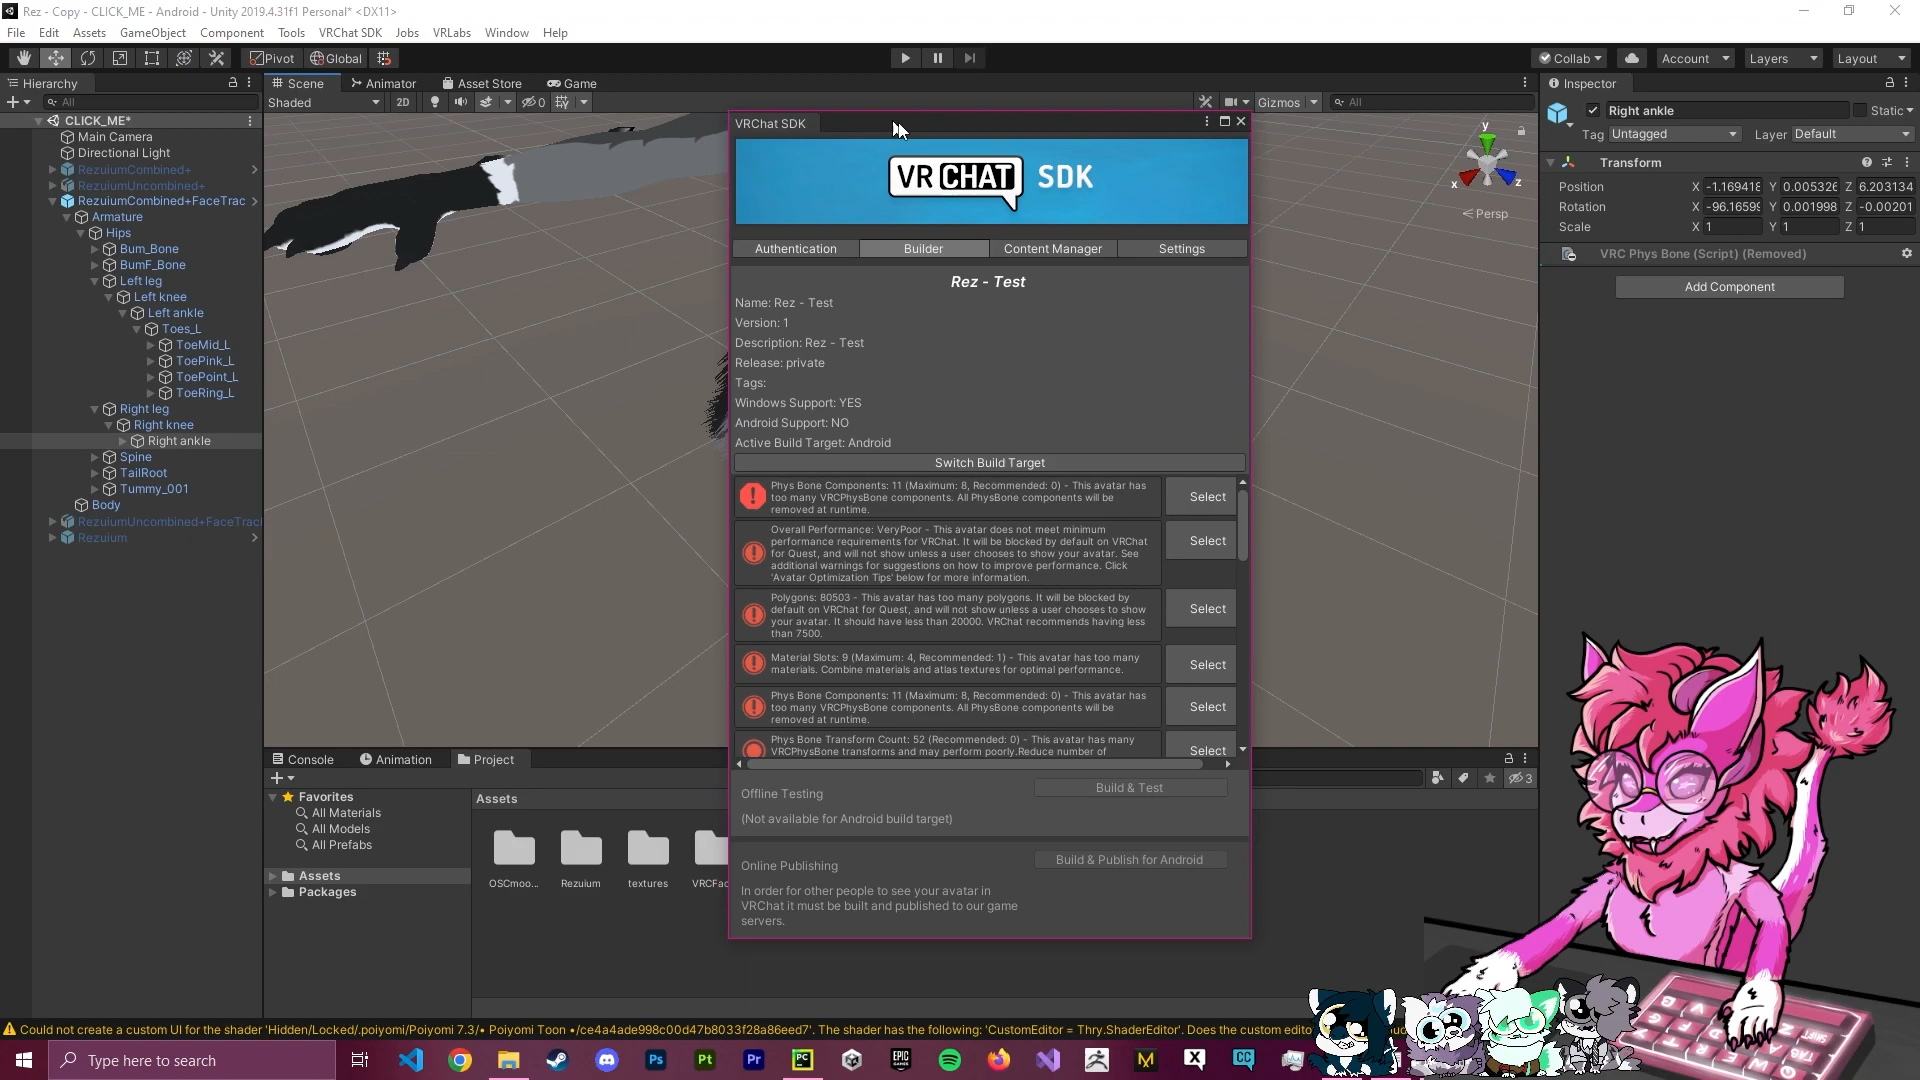 Rez - Copy - CLICK_ME - Android - Unity 2019.4.31f1 Personal* <DX11>
File Edit Assets GameObject Component Tools VRChat SDK Jobs VRLabs Window Help
Pivot Global Collab Account Layers Layout
Hierarchy
All
CLICK_ME*
Main Camera
Directional Light
RezuiumCombined+
RezuiumUncombined+
RezuiumCombined+FaceTrac
Armature
Hips
Bum_Bone
BumF_Bone
Left leg
Left knee
Left ankle
Toes_L
ToeMid_L
ToePink_L
ToePoint_L
ToeRing_L
Right leg
Right knee
Right ankle
Spine
TailRoot
Tummy_001
Body
RezuiumUncombined+FaceTrac
Rezuium
Scene Animator Asset Store Game
Shaded 2D 0 Gizmos All
y
x
z
Persp
VRChat SDK
VRCHAT SDK
Authentication Builder Content Manager Settings
Rez - Test
Name: Rez - Test
Version: 1
Description: Rez - Test
Release: private
Tags:
Windows Support: YES
Android Support: NO
Active Build Target: Android
Switch Build Target
Phys Bone Components: 11 (Maximum: 8, Recommended: 0) - This avatar has
too many VRCPhysBone components. All PhysBone components will be
removed at runtime.
Select
Overall Performance: VeryPoor - This avatar does not meet minimum
performance requirements for VRChat. It will be blocked by default on VRChat
for Quest, and will not show unless a user chooses to show your avatar. See
additional warnings for suggestions on how to improve performance. Click
'Avatar Optimization Tips' below for more information.
Select
Polygons: 80503 - This avatar has too many polygons. It will be blocked by
default on VRChat for Quest, and will not show unless a user chooses to show
your avatar. It should have less than 20000. VRChat recommends having less
than 7500.
Select
Material Slots: 9 (Maximum: 4, Recommended: 1) - This avatar has too many
materials. Combine materials and atlas textures for optimal performance.
Select
Phys Bone Components: 11 (Maximum: 8, Recommended: 0) - This avatar has
too many VRCPhysBone components. All PhysBone components will be
removed at runtime.
Select
Phys Bone Transform Count: 52 (Recommended: 0) - This avatar has many
VRCPhysBone transforms and may perform poorly.Reduce number of
Select
Offline Testing
Build & Test
(Not available for Android build target)
Online Publishing
Build & Publish for Android
In order for other people to see your avatar in
VRChat it must be built and published to our game
servers.
Inspector
Right ankle Static
Tag Untagged Layer Default
Transform
Position X -1.169418 Y 0.005326 Z 6.203134
Rotation X -96.16599 Y 0.001998 Z -0.00201
Scale X 1 Y 1 Z 1
VRC Phys Bone (Script) (Removed)
Add Component
Console Animation Project
3
Favorites
All Materials
All Models
All Prefabs
Assets
Packages
Assets
OSCmoo...
Rezuium
textures
VRCFac
Could not create a custom UI for the shader 'Hidden/Locked/.poiyomi/Poiyomi 7.3/• Poiyomi Toon •/ce4a4ade998c00d47b8033f28a86eed7'. The shader has the following: 'CustomEditor = Thry.ShaderEditor'. Does the custom edito
Type here to search